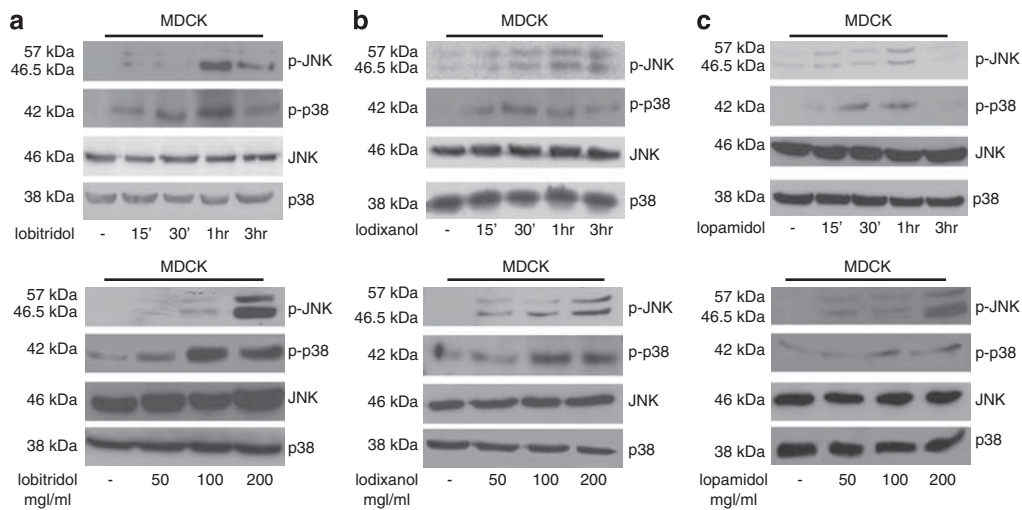 a
MDCK
57 kDa
46.5 kDa
p-JNK
42 kDa
p-p38
46 kDa
JNK
38 kDa
p38
Iobitridol - 15' 30' 1hr 3hr
MDCK
57 kDa
46.5 kDa
p-JNK
42 kDa
p-p38
46 kDa
JNK
38 kDa
p38
Iobitridol - 50 100 200
mgI/ml
b
MDCK
57 kDa
46.5 kDa
p-JNK
42 kDa
p-p38
46 kDa
JNK
38 kDa
p38
Iodixanol - 15' 30' 1hr 3hr
MDCK
57 kDa
46.5 kDa
p-JNK
42 kDa
p-p38
46 kDa
JNK
38 kDa
p38
Iodixanol - 50 100 200
mgI/ml
c
MDCK
57 kDa
46.5 kDa
p-JNK
42 kDa
p-p38
46 kDa
JNK
38 kDa
p38
Iopamidol - 15' 30' 1hr 3hr
MDCK
57 kDa
46.5 kDa
p-JNK
42 kDa
p-p38
46 kDa
JNK
38 kDa
p38
Iopamidol - 50 100 200
mgI/ml